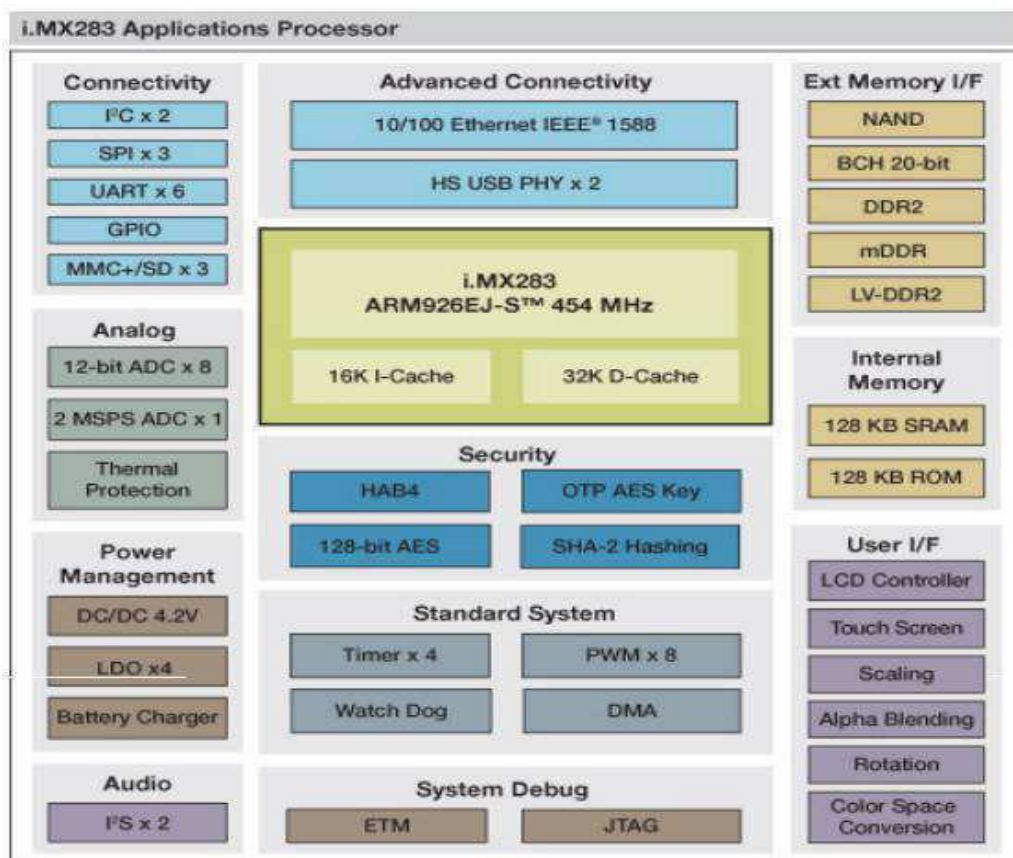 i.MX283 Applications Processor
Connectivity
I²C x 2
SPI x 3
UART x 6
GPIO
MMC+/SD x 3
Analog
12-bit ADC x 8
2 MSPS ADC x 1
Thermal
Protection
Power
Management
DC/DC 4.2V
LDO x4
Battery Charger
Audio
I²S x 2
Advanced Connectivity
10/100 Ethernet IEEE® 1588
HS USB PHY x 2
i.MX283
ARM926EJ-S™ 454 MHz
16K I-Cache
32K D-Cache
Security
HAB4
OTP AES Key
128-bit AES
SHA-2 Hashing
Standard System
Timer x 4
PWM x 8
Watch Dog
DMA
System Debug
ETM
JTAG
Ext Memory I/F
NAND
BCH 20-bit
DDR2
mDDR
LV-DDR2
Internal
Memory
128 KB SRAM
128 KB ROM
User I/F
LCD Controller
Touch Screen
Scaling
Alpha Blending
Rotation
Color Space
Conversion